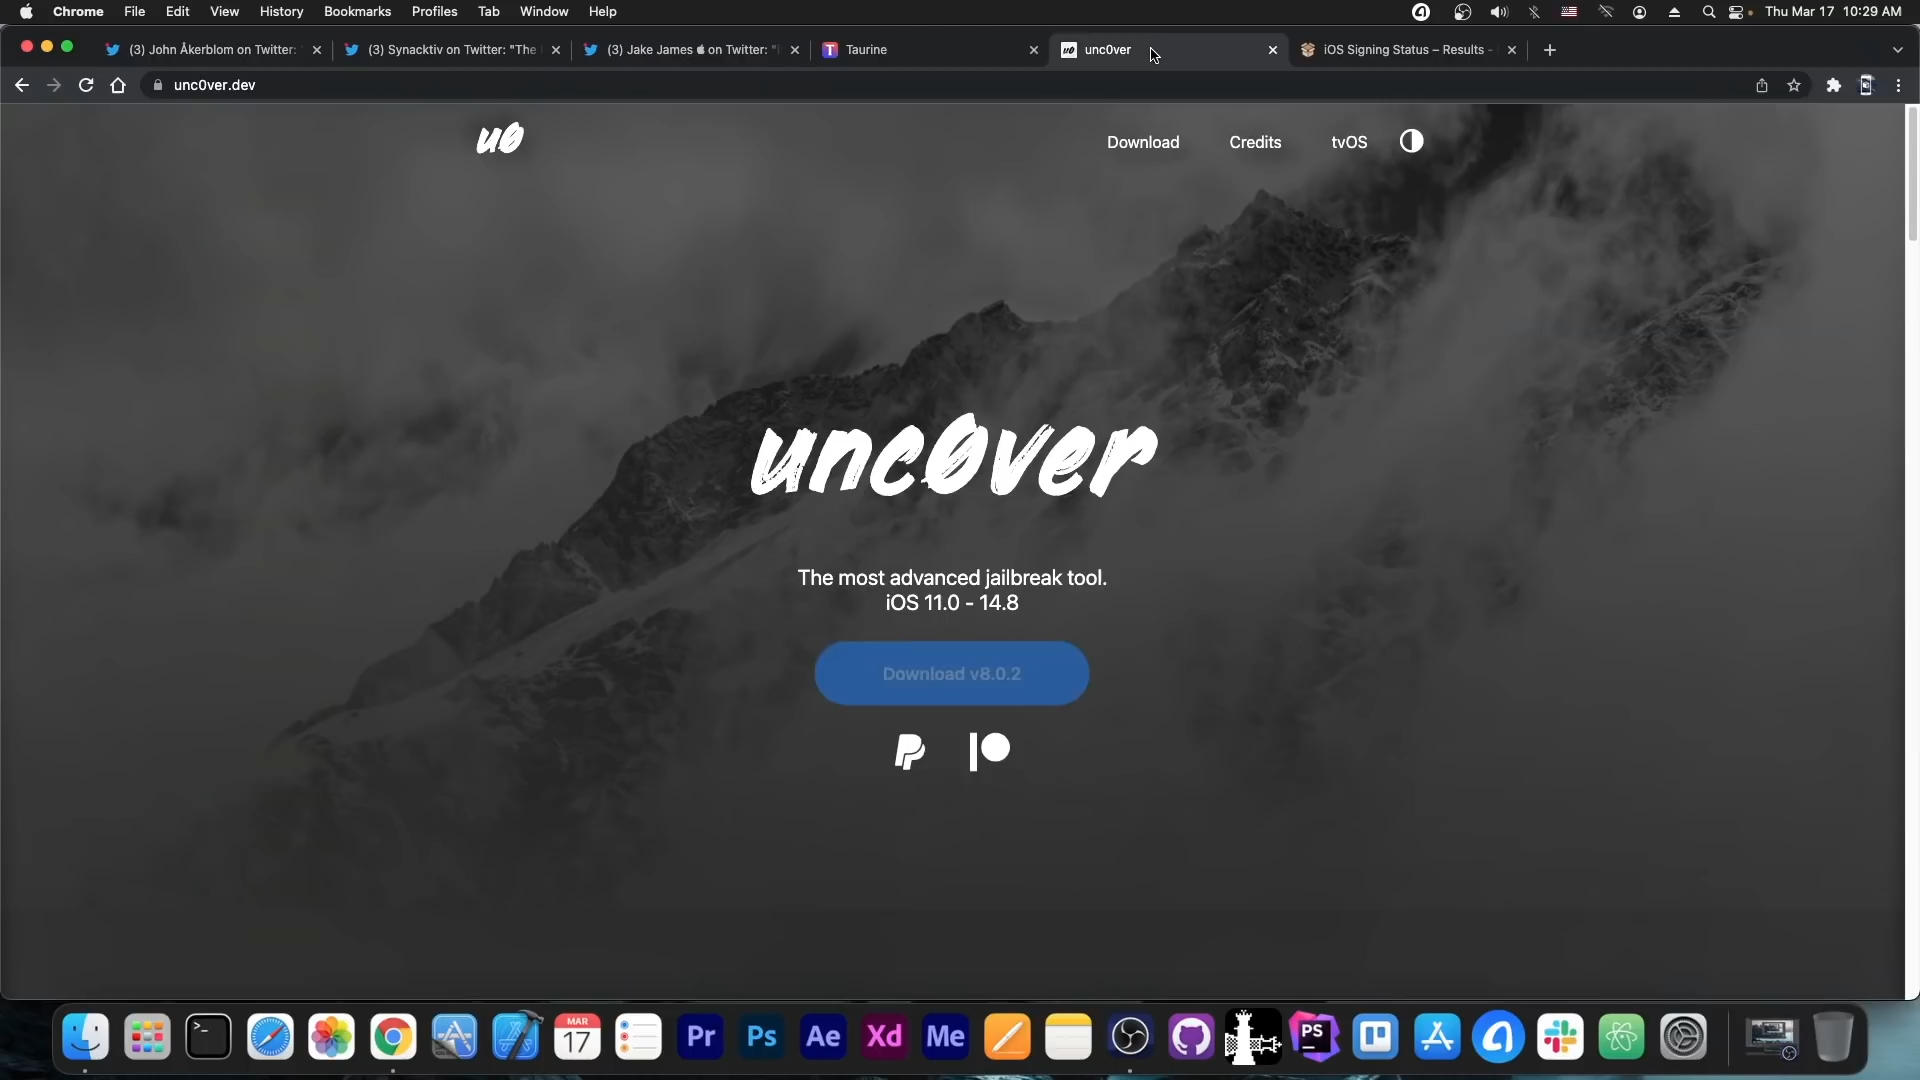 Chrome File Edit View History Bookmarks Profiles Tab Window Help Thu Mar 17 10:29 AM
(3) John Åkerblom on Twitter: (3) Synactiv on Twitter: "The (3) Jake James on Twitter: " Taurine unc0ver iOS Signing Status – Results -
unc0ver.dev
u0 Download Credits tvOS
unc0ver
The most advanced jailbreak tool.
iOS 11.0 - 14.8
Download v8.0.2
MAR
17
Pr Ps Ae Xd Me PS